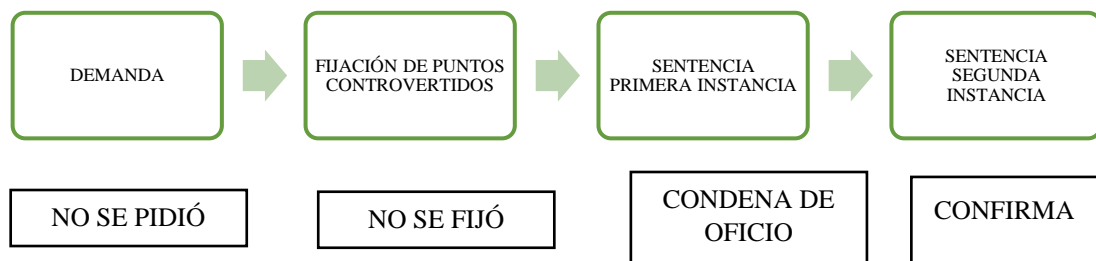 DEMANDA
FIJACIÓN DE PUNTOS
CONTROVERTIDOS
SENTENCIA
PRIMERA INSTANCIA
SENTENCIA
SEGUNDA
INSTANCIA
NO SE PIDIÓ
NO SE FIJÓ
CONDENA DE
OFICIO
CONFIRMA